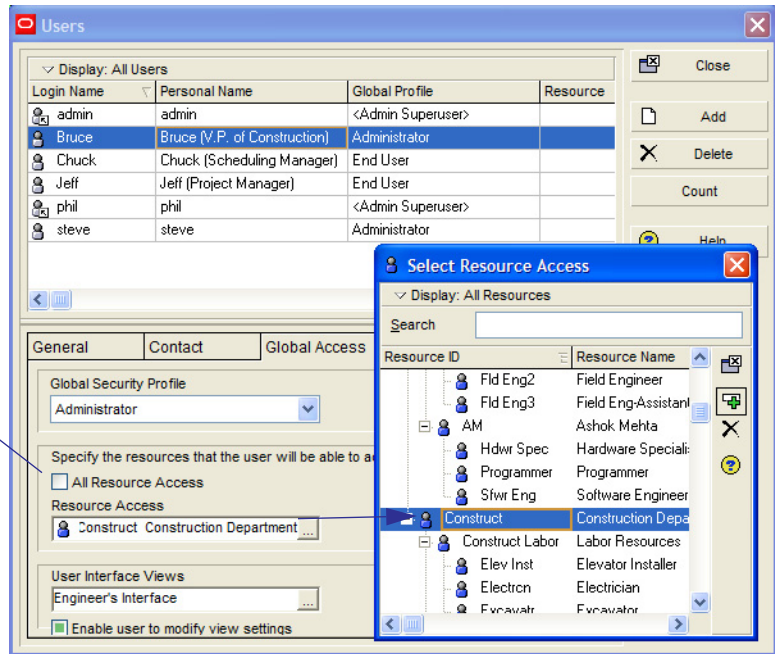 Users
Display: All Users
Login Name Personal Name Global Profile Resource
admin admin <Admin Superuser>
Bruce Bruce (V.P. of Construction) Administrator
Chuck Chuck (Scheduling Manager) End User
Jeff Jeff (Project Manager) End User
phil phil <Admin Superuser>
steve steve Administrator
Close
Add
Delete
Count
Help
General Contact Global Access
Global Security Profile
Administrator
Specify the resources that the user will be able to
All Resource Access
Resource Access
Construct Construction Department ...
User Interface Views
Engineer's Interface ...
Enable user to modify view settings
Select Resource Access
Display: All Resources
Search
Resource ID Resource Name
Fld Eng2 Field Engineer
Fld Eng3 Field Eng-Assistant
AM Ashok Mehta
Hdwr Spec Hardware Speciali
Programmer Programmer
Sfwr Eng Software Engineer
Construct Construction Depa
Construct Labor Labor Resources
Elev Inst Elevator Installer
Electrcn Electrician
Excavatr Excavator